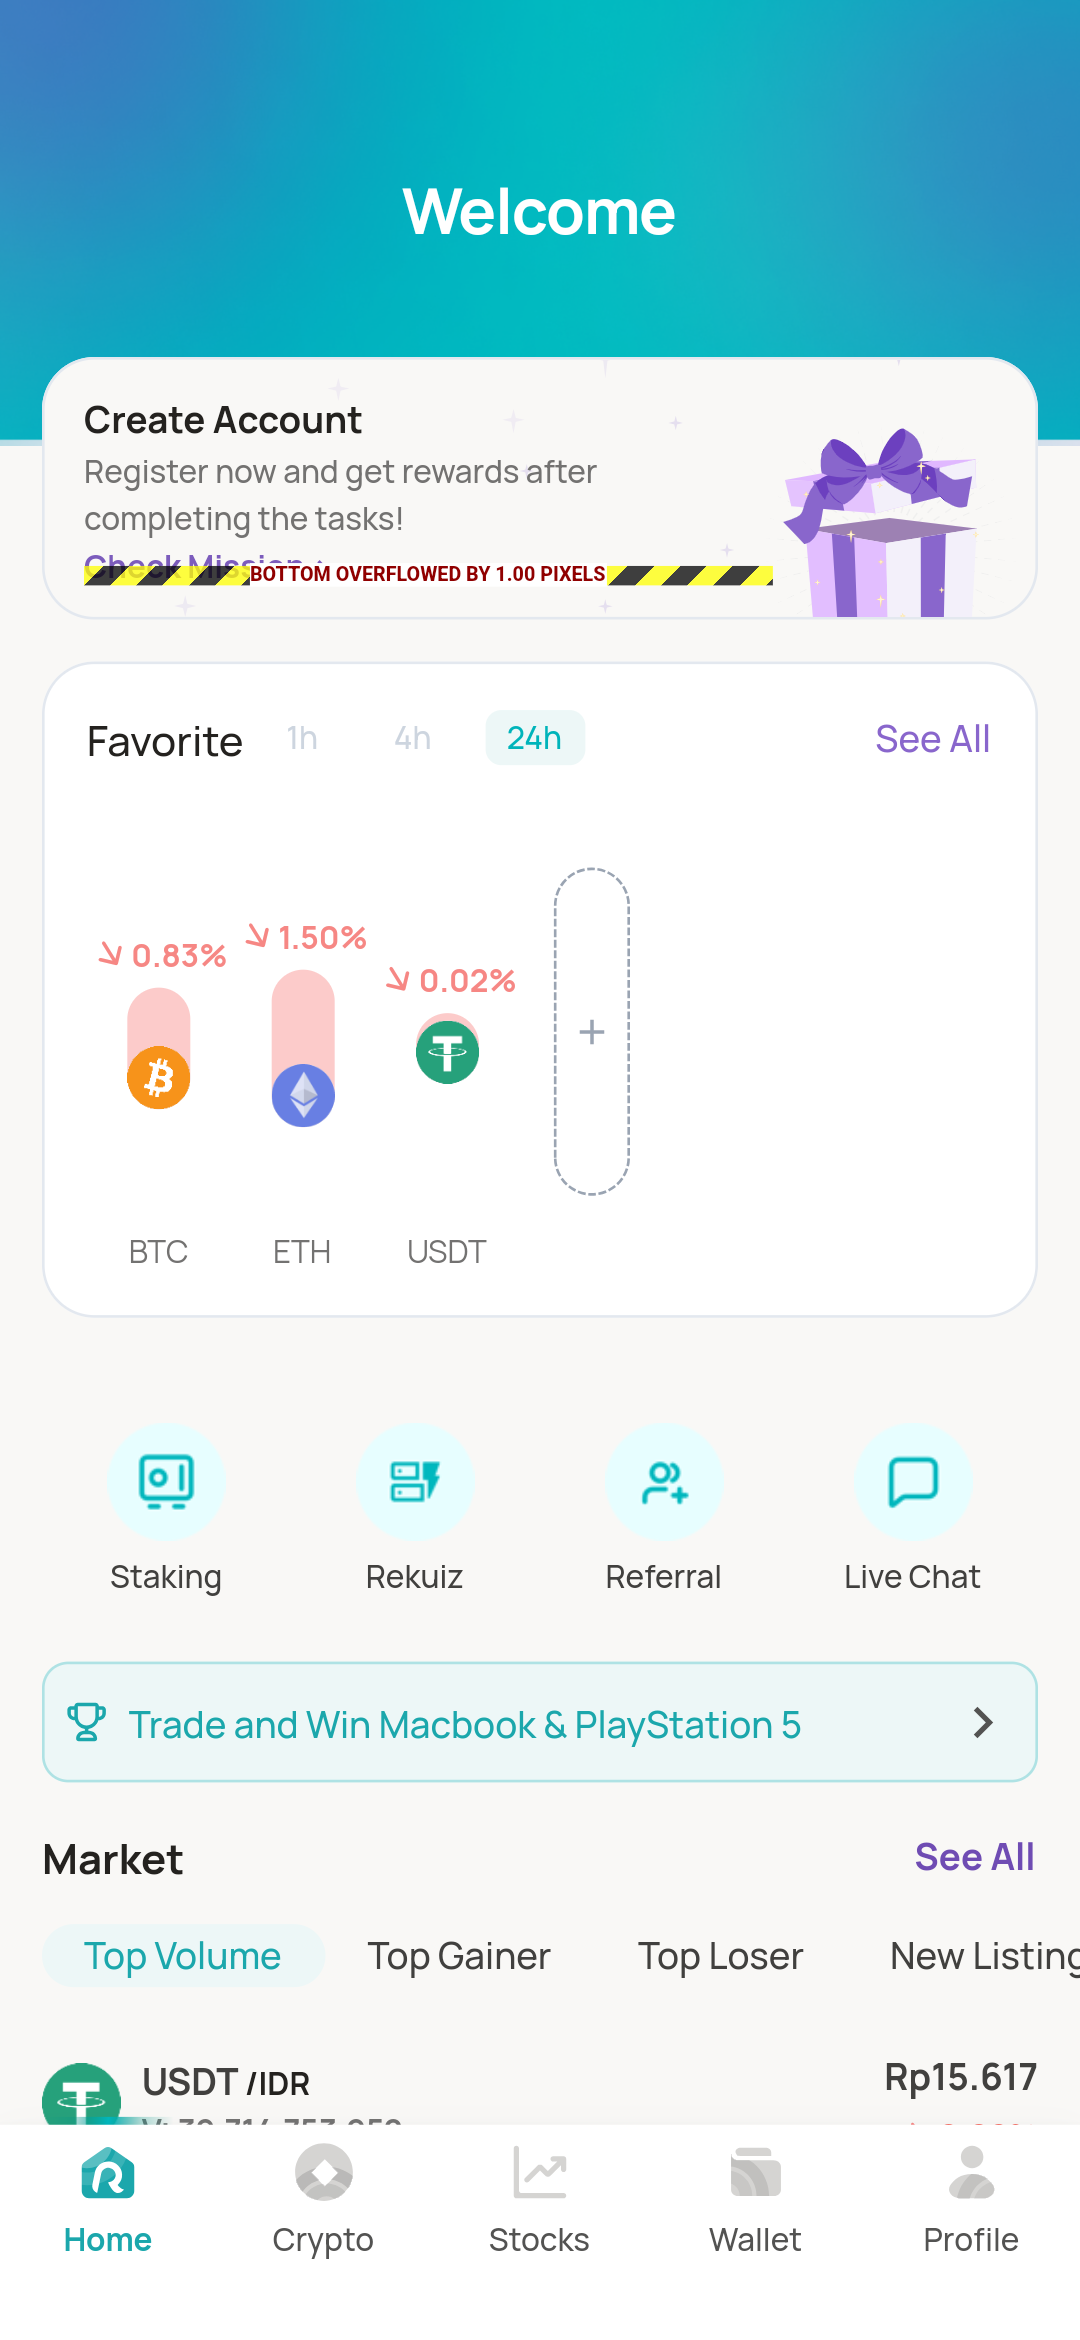 Welcome
Create Account
Register now and get rewards after
completing the tasks!
Check Mission
BOTTOM OVERFLOWED BY 1.00 PIXELS
Favorite 1h 4h 24h See All
0.83% 1.50% 0.02%
BTC ETH USDT
Staking Rekuiz Referral Live Chat
Trade and Win Macbook & PlayStation 5
Market See All
Top Volume Top Gainer Top Loser New Listing
USDT /IDR Rp15.617
Home Crypto Stocks Wallet Profile